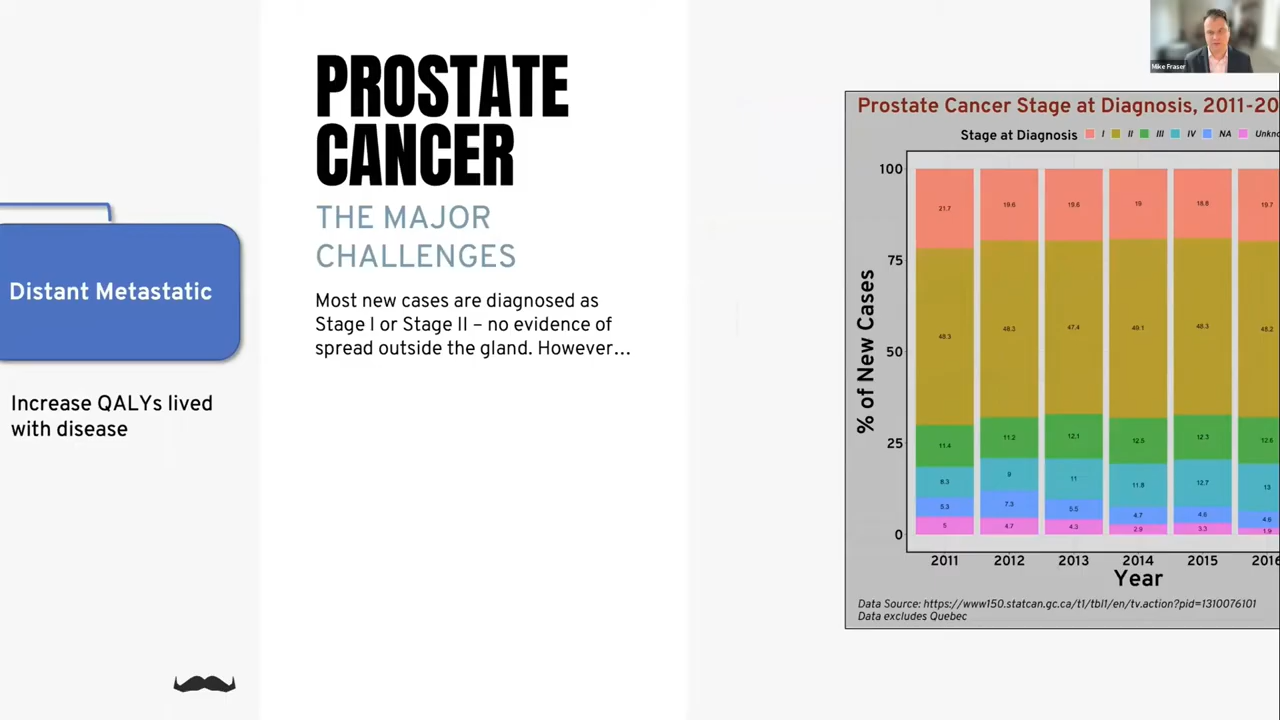 Mike Fraser
Distant Metastatic
Increase QALYs lived
with disease
PROSTATE
CANCER
THE MAJOR
CHALLENGES
Most new cases are diagnosed as
Stage I or Stage II – no evidence of
spread outside the gland. However…
Prostate Cancer Stage at Diagnosis, 2011-20
Stage at Diagnosis I II III IV NA Unkno
% of New Cases
100
75
50
25
0
21.7 19.6 19.6 19 18.8 19.7
48.3 48.3 47.4 49.1 48.3 48.2
11.4 11.2 12.1 12.5 12.3 12.6
8.3 9 11 11.8 12.7 13
5.3 7.3 5.5 4.7 4.6 4.6
5 4.7 4.3 2.9 3.3 1.9
2011 2012 2013 2014 2015 2016
Year
Data Source: https://www150.statcan.gc.ca/t1/tbl1/en/tv.action?pid=1310076101
Data excludes Quebec